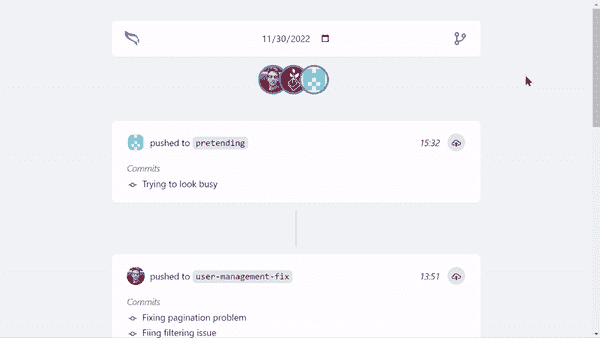 11/30/2022
pushed to pretending 15:32
Commits
Trying to look busy
pushed to user-management-fix 13:51
Commits
Fixing pagination problem
Fiing filtering issue